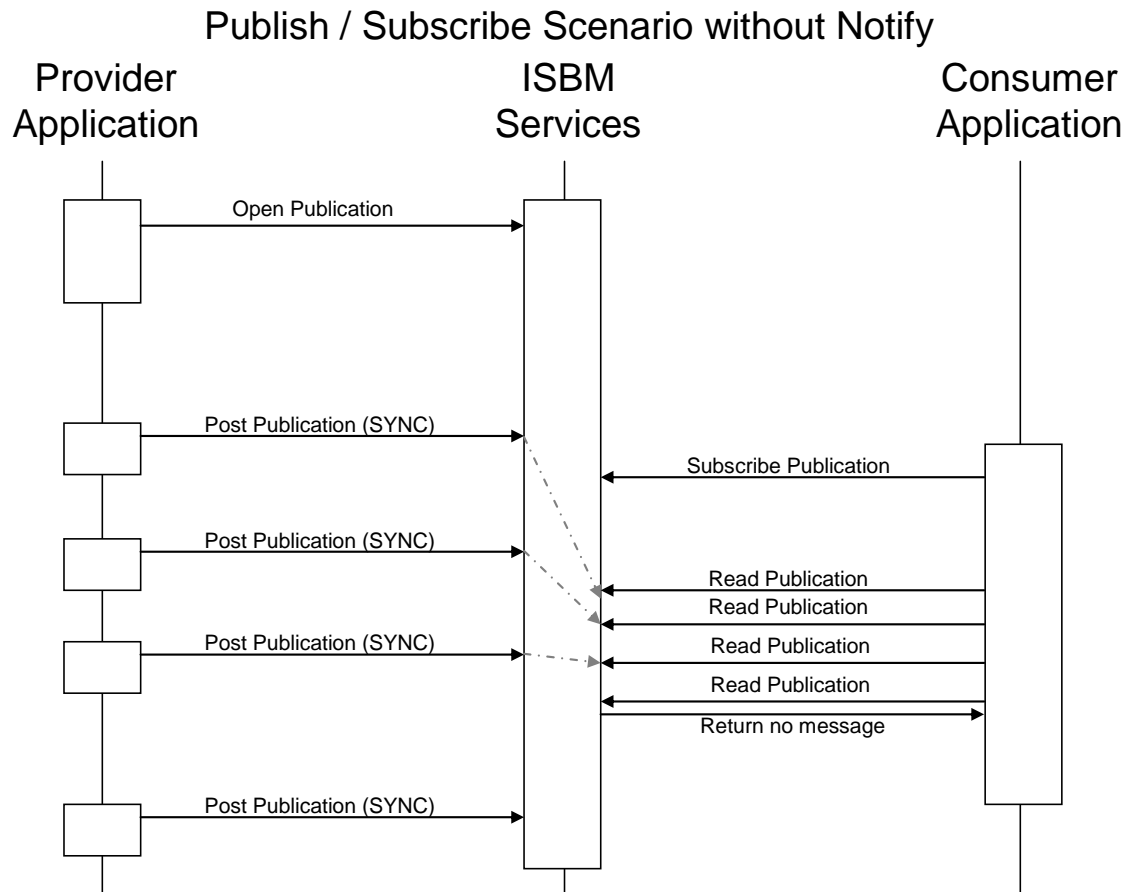 Publish / Subscribe Scenario without Notify
Provider
Application
ISBM
Services
Consumer
Application
Open Publication
Post Publication (SYNC)
Subscribe Publication
Post Publication (SYNC)
Read Publication
Read Publication
Post Publication (SYNC)
Read Publication
Read Publication
Return no message
Post Publication (SYNC)